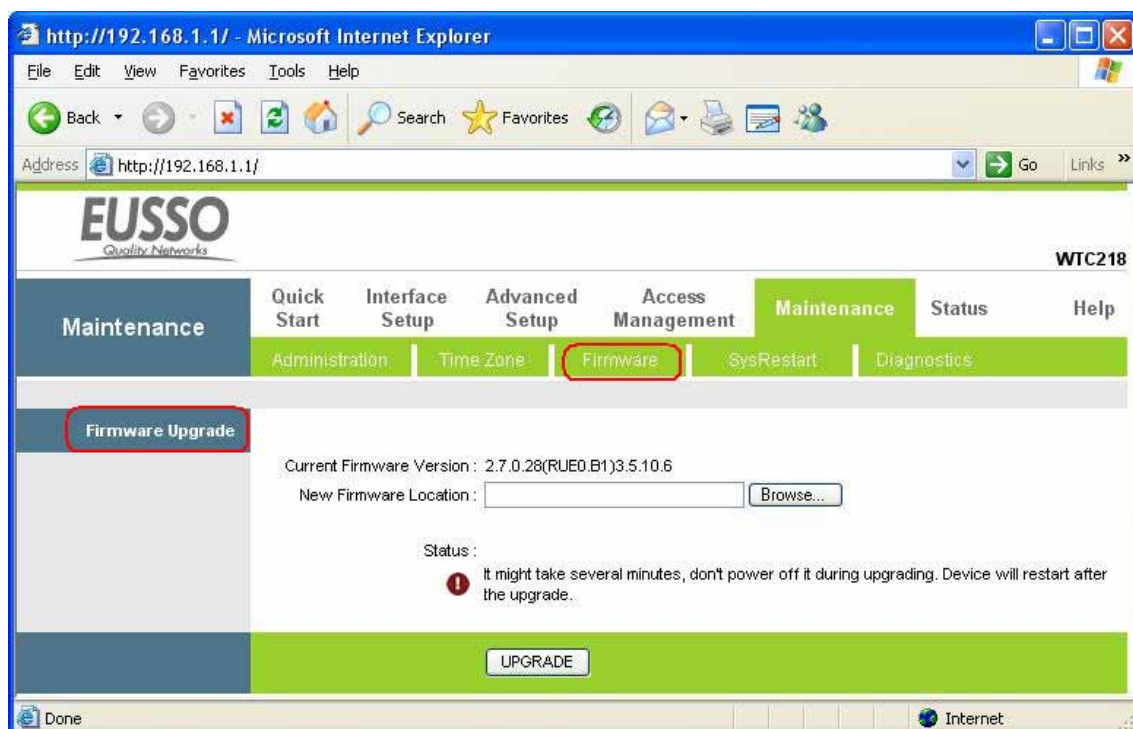 http://192.168.1.1/ - Microsoft Internet Explorer
File Edit View Favorites Tools Help
Back Search Favorites
Address http://192.168.1.1/ Go Links »
EUSSO
Quality Networks
WTC218
Maintenance
Quick Start Interface Setup Advanced Setup Access Management Maintenance Status Help
Administration Time Zone Firmware SysRestart Diagnostics
Firmware Upgrade
Current Firmware Version : 2.7.0.28(RUE0.B1)3.5.10.6
New Firmware Location : Browse...
Status :
It might take several minutes, don't power off it during upgrading. Device will restart after
the upgrade.
UPGRADE
Done Internet